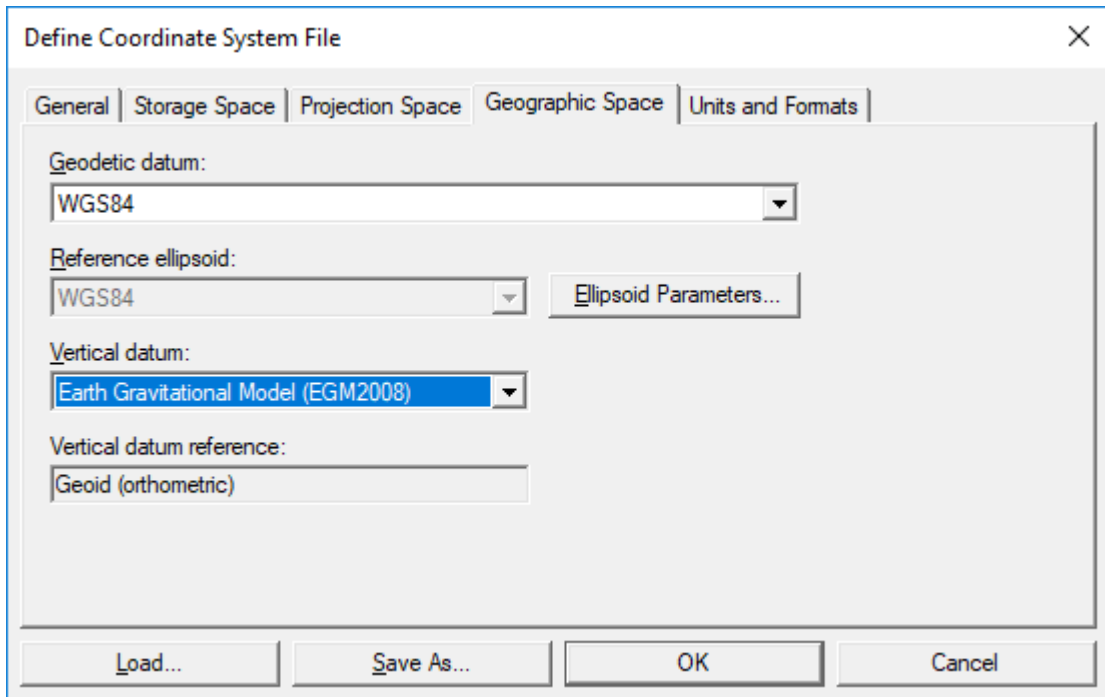 Define Coordinate System File
General Storage Space Projection Space Geographic Space Units and Formats
Geodetic datum:
WGS84
Reference ellipsoid:
WGS84 Ellipsoid Parameters...
Vertical datum:
Earth Gravitational Model (EGM2008)
Vertical datum reference:
Geoid (orthometric)
Load... Save As... OK Cancel